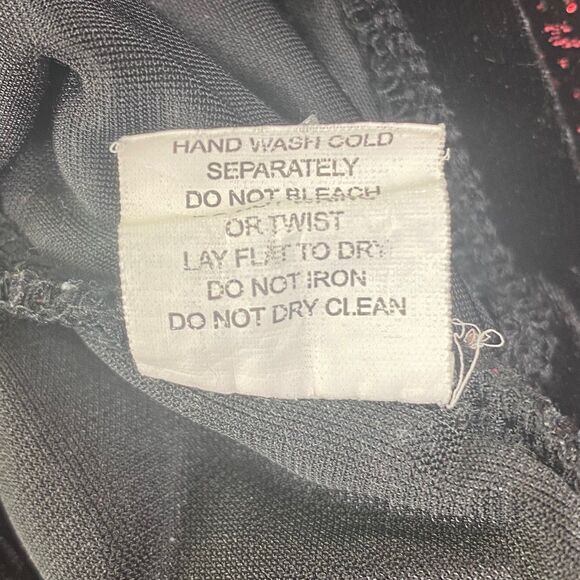 HAND WASH COLD
SEPARATELY
DO NOT BLEACH
OR TWIST
LAY FLAT TO DRY
DO NOT IRON
DO NOT DRY CLEAN